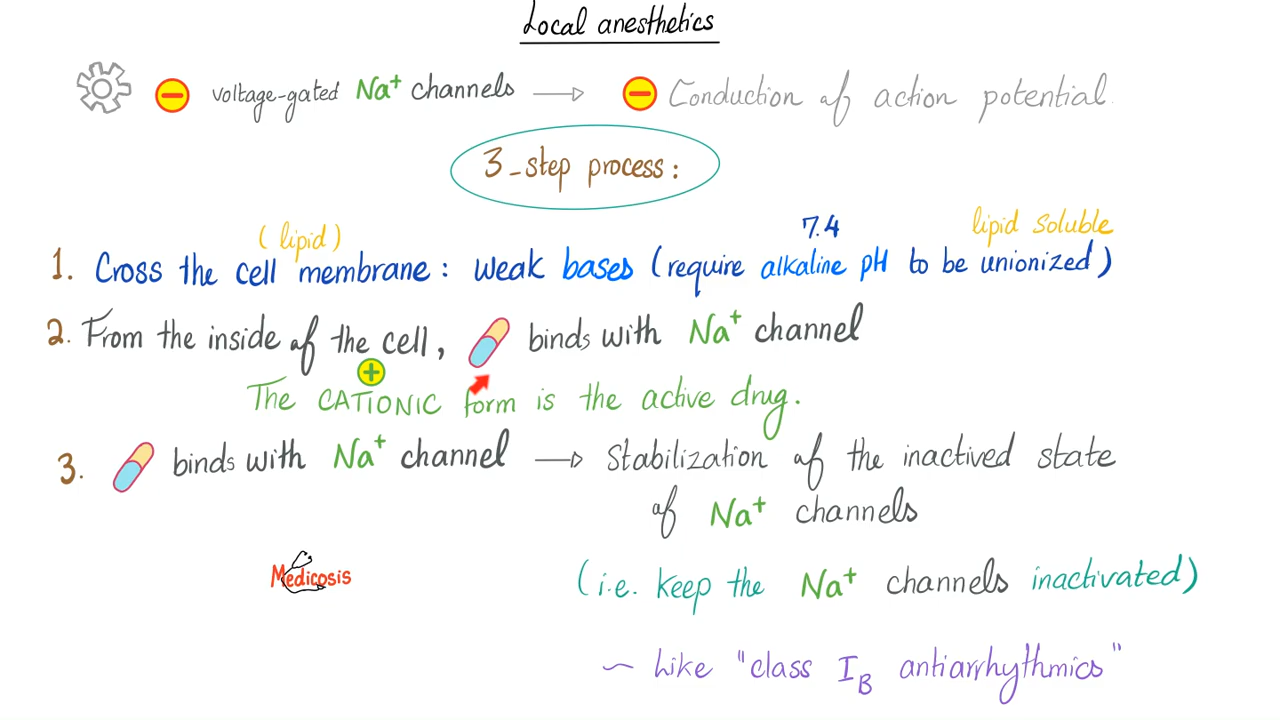 Local anesthetics
voltage-gated Na+ channels → Conduction of action potential.
3-step process:
(lipid) 7.4 lipid soluble
1. Cross the cell membrane: weak bases (require alkaline pH to be unionized)
2. From the inside of the cell, binds with Na+ channel
+
The CATIONIC form is the active drug.
3. binds with Na+ channel → Stabilization of the inactived state
of Na+ channels
Medicosis
(i.e. keep the Na+ channels inactivated)
~ Like "class IB antiarrhythmics"